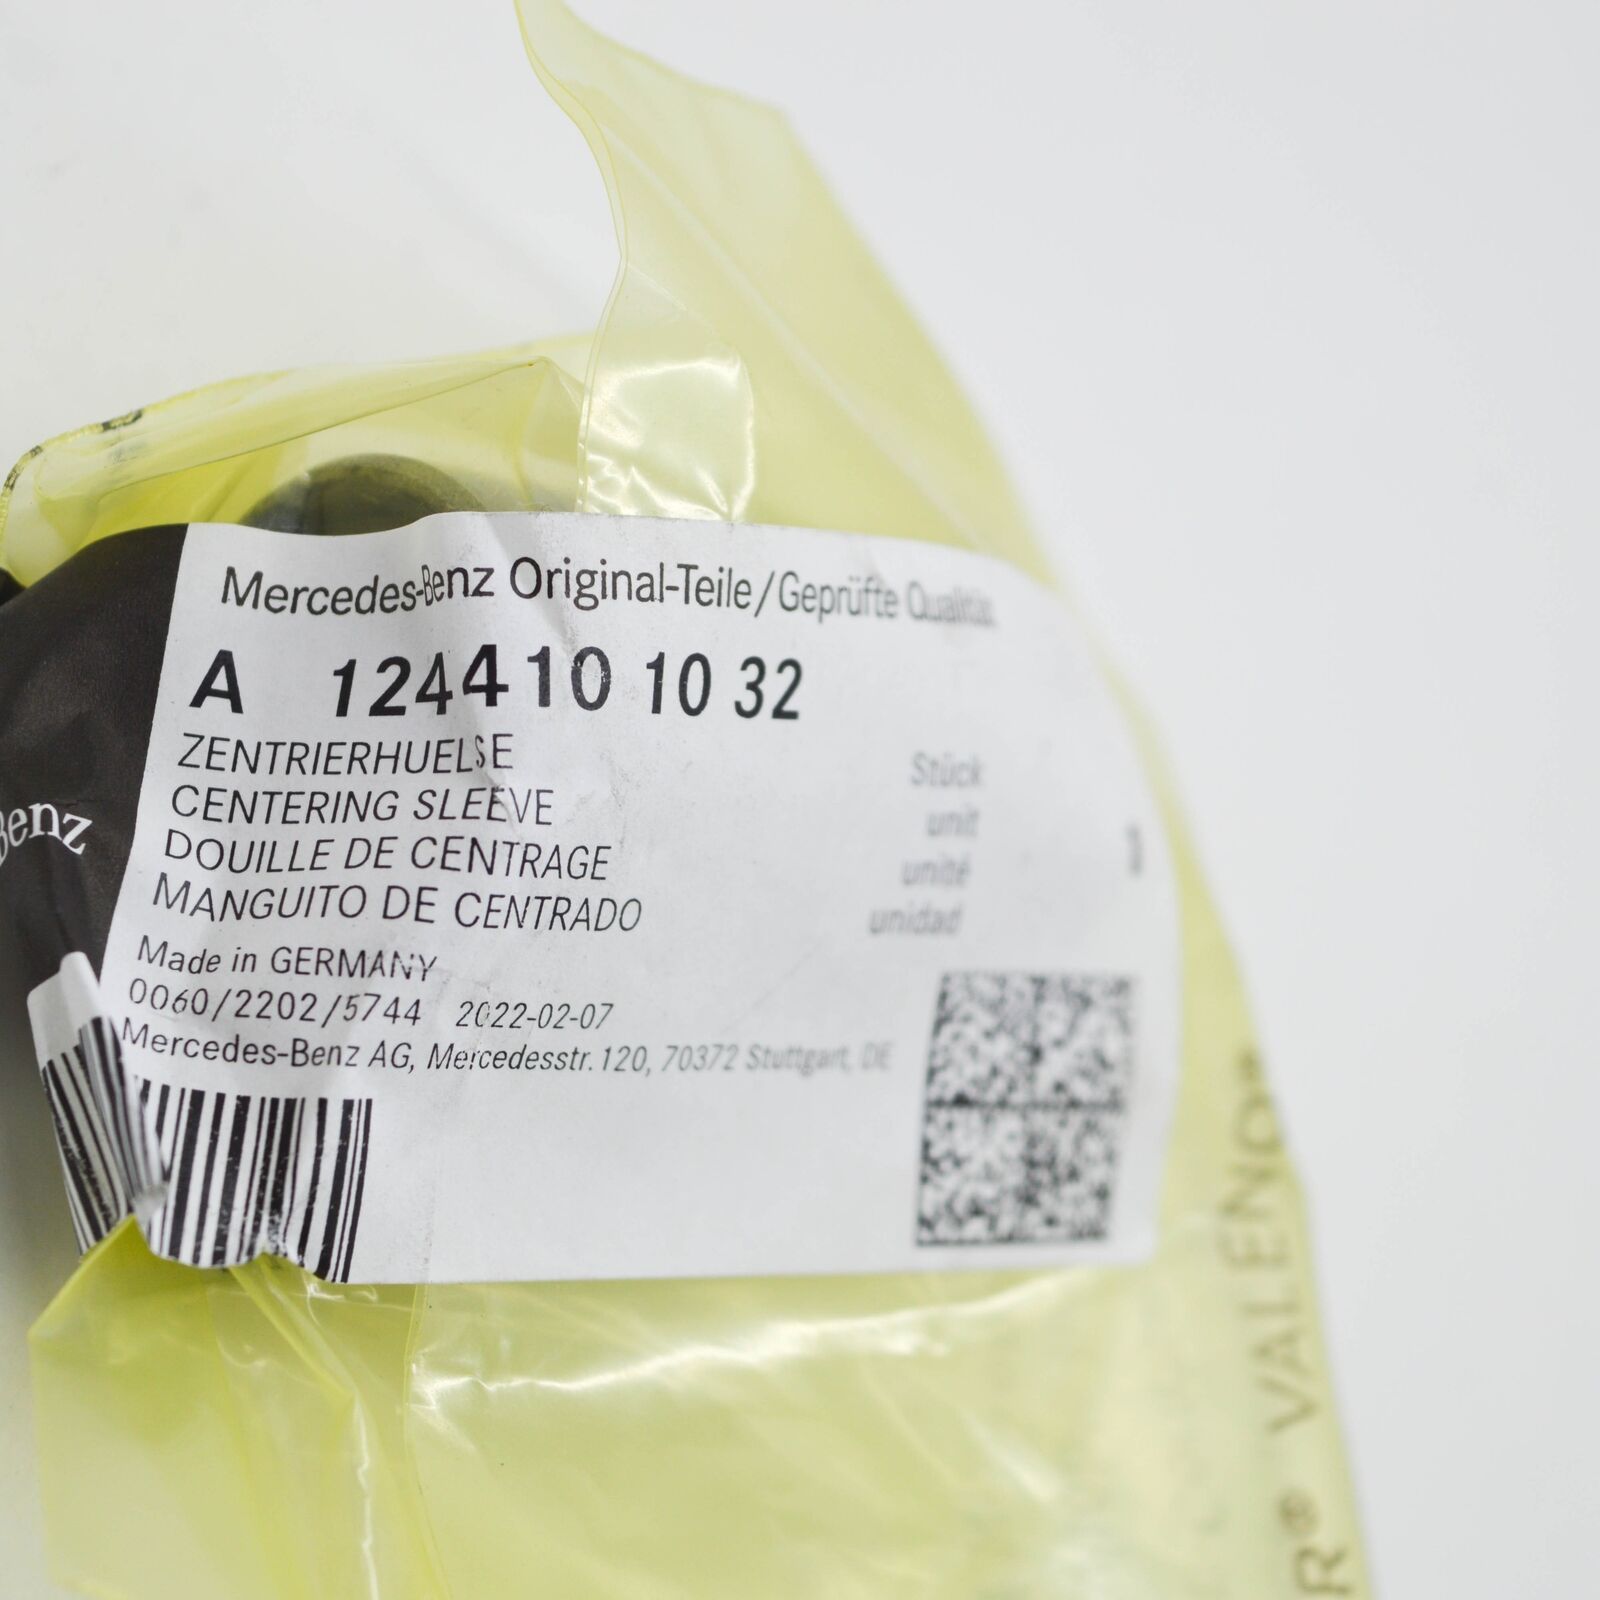 Mercedes-Benz Original-Teile/Geprüfte Qualität
A 124 410 10 32
ZENTRIERHUELSE
CENTERING SLEEVE
DOUILLE DE CENTRAGE
MANGUITO DE CENTRADO
Stück
unit
unité
unidad
1
Made in GERMANY
0060/2202/5744 2022-02-07
Mercedes-Benz AG, Mercedesstr. 120, 70372 Stuttgart, DE
Benz
R® VALENO